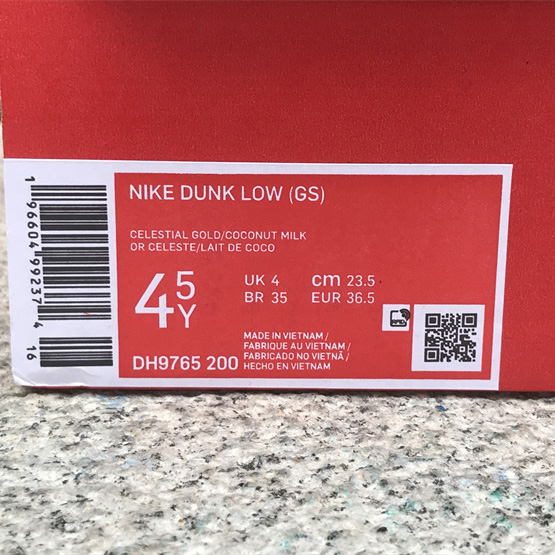 NIKE DUNK LOW (GS)
CELESTIAL GOLD/COCONUT MILK
OR CELESTE/LAIT DE COCO
4 5 Y
UK 4 cm 23.5
BR 35 EUR 36.5
MADE IN VIETNAM /
FABRIQUE AU VIETNAM /
FABRICADO NO VIETNÃ /
HECHO EN VIETNAM
DH9765 200
1 96604 99237 4 16